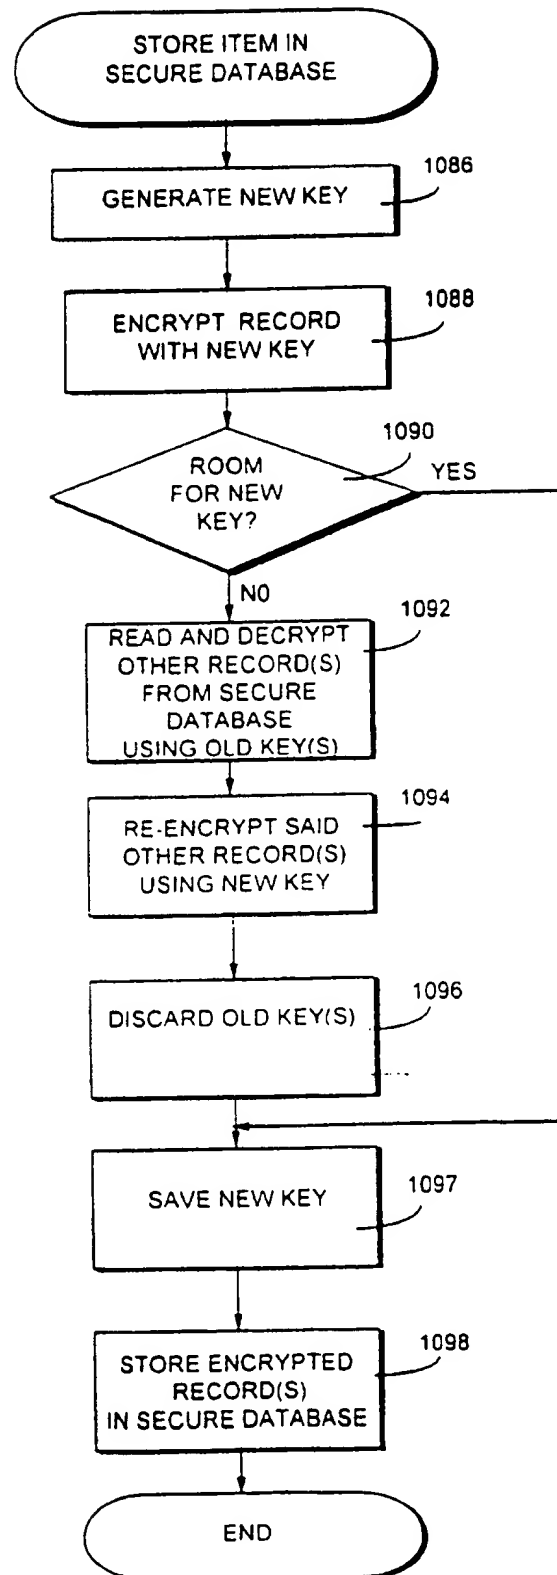 STORE ITEM IN
SECURE DATABASE
1086
GENERATE NEW KEY
1088
ENCRYPT RECORD
WITH NEW KEY
1090
ROOM
FOR NEW
KEY?
YES
NO
1092
READ AND DECRYPT
OTHER RECORD(S)
FROM SECURE
DATABASE
USING OLD KEY(S)
1094
RE-ENCRYPT SAID
OTHER RECORD(S)
USING NEW KEY
1096
DISCARD OLD KEY(S)
1097
SAVE NEW KEY
1098
STORE ENCRYPTED
RECORD(S)
IN SECURE DATABASE
END